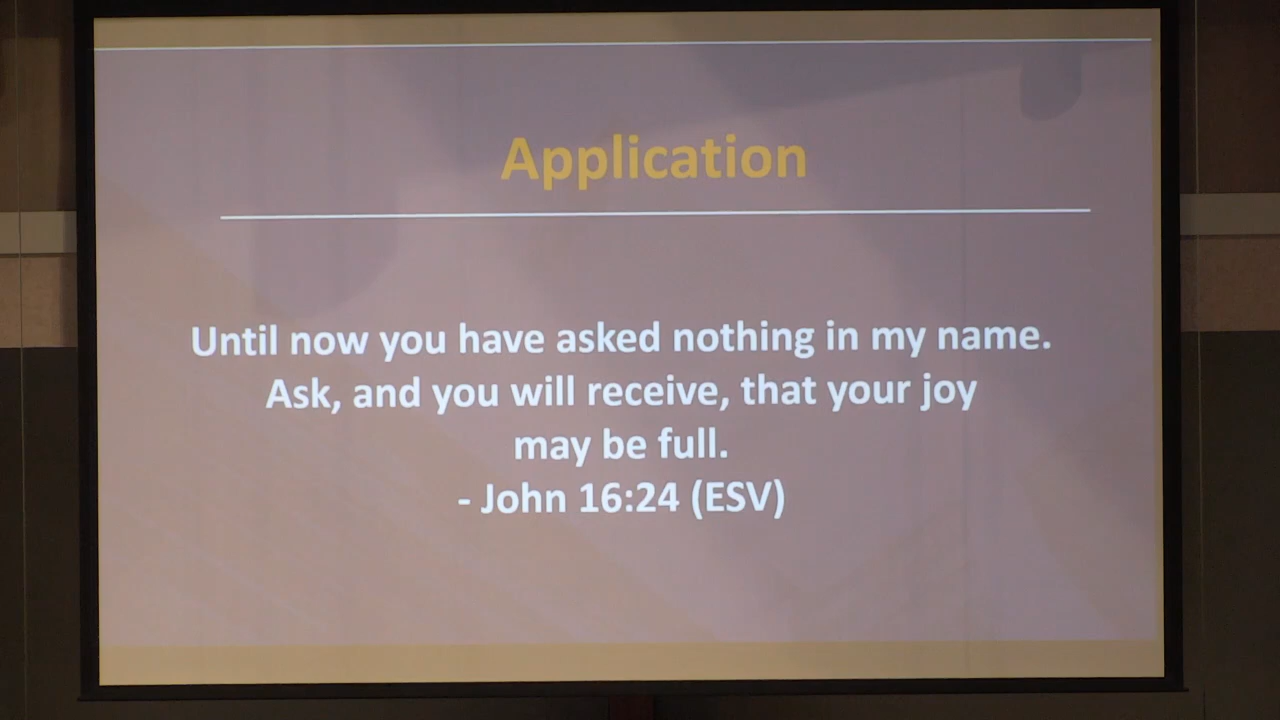 Application
Until now you have asked nothing in my name.
Ask, and you will receive, that your joy
may be full.
- John 16:24 (ESV)